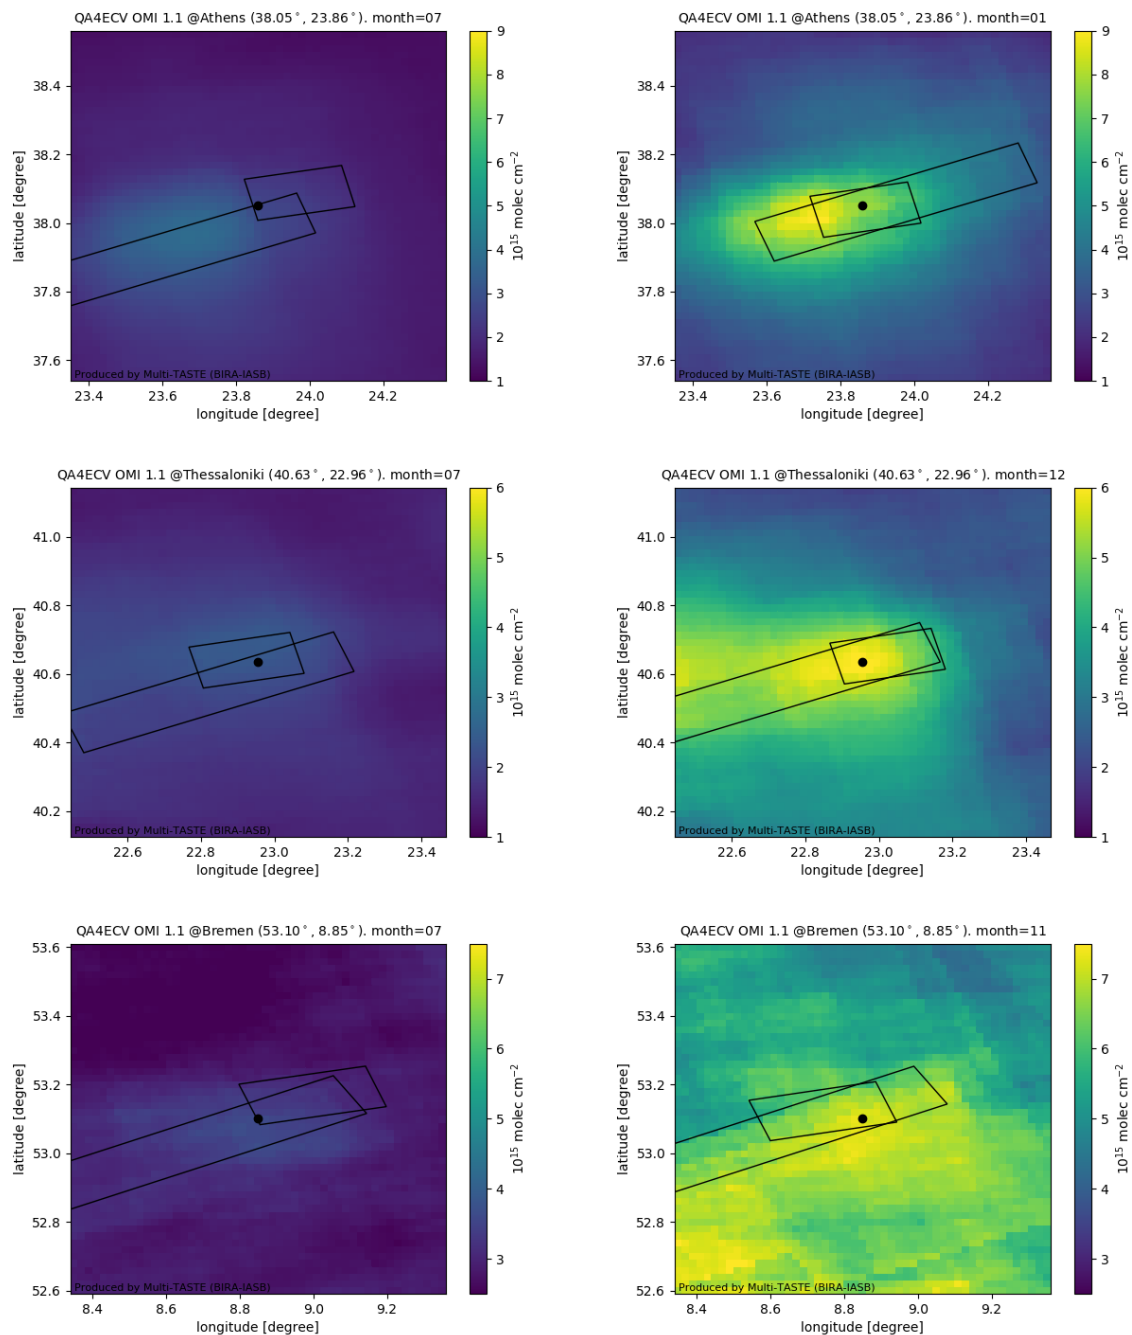 QA4ECV OMI 1.1 @Athens (38.05°, 23.86°). month=07
38.4
38.2
38.0
37.8
37.6
latitude [degree]
Produced by Multi-TASTE (BIRA-IASB)
23.4 23.6 23.8 24.0 24.2
longitude [degree]
9
8
7
6
5
4
3
2
1
10^15 molec cm^−2
QA4ECV OMI 1.1 @Athens (38.05°, 23.86°). month=01
38.4
38.2
38.0
37.8
37.6
latitude [degree]
Produced by Multi-TASTE (BIRA-IASB)
23.4 23.6 23.8 24.0 24.2
longitude [degree]
9
8
7
6
5
4
3
2
1
10^15 molec cm^−2
QA4ECV OMI 1.1 @Thessaloniki (40.63°, 22.96°). month=07
41.0
40.8
40.6
40.4
40.2
latitude [degree]
Produced by Multi-TASTE (BIRA-IASB)
22.6 22.8 23.0 23.2 23.4
longitude [degree]
6
5
4
3
2
1
10^15 molec cm^−2
QA4ECV OMI 1.1 @Thessaloniki (40.63°, 22.96°). month=12
41.0
40.8
40.6
40.4
40.2
latitude [degree]
Produced by Multi-TASTE (BIRA-IASB)
22.6 22.8 23.0 23.2 23.4
longitude [degree]
6
5
4
3
2
1
10^15 molec cm^−2
QA4ECV OMI 1.1 @Bremen (53.10°, 8.85°). month=07
53.6
53.4
53.2
53.0
52.8
52.6
latitude [degree]
Produced by Multi-TASTE (BIRA-IASB)
8.4 8.6 8.8 9.0 9.2
longitude [degree]
7
6
5
4
3
10^15 molec cm^−2
QA4ECV OMI 1.1 @Bremen (53.10°, 8.85°). month=11
53.6
53.4
53.2
53.0
52.8
52.6
latitude [degree]
Produced by Multi-TASTE (BIRA-IASB)
8.4 8.6 8.8 9.0 9.2
longitude [degree]
7
6
5
4
3
10^15 molec cm^−2